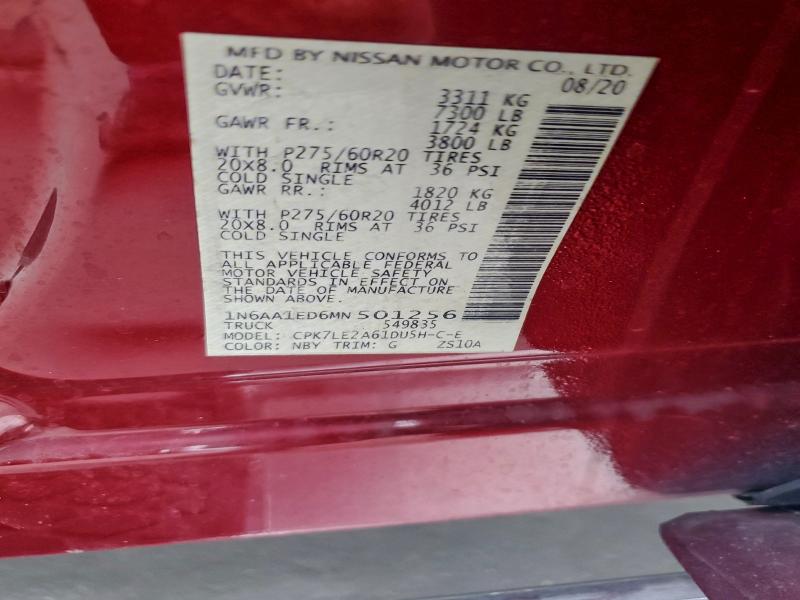 MFD BY NISSAN MOTOR CO., LTD.
DATE: 08/20
GVWR: 3311 KG
7300 LB
GAWR FR.: 1724 KG
3800 LB
WITH P275/60R20 TIRES
20X8.0 RIMS AT 36 PSI
COLD SINGLE
GAWR RR.: 1820 KG
4012 LB
WITH P275/60R20 TIRES
20X8.0 RIMS AT 36 PSI
COLD SINGLE
THIS VEHICLE CONFORMS TO
ALL APPLICABLE FEDERAL
MOTOR VEHICLE SAFETY
STANDARDS IN EFFECT ON
THE DATE OF MANUFACTURE
SHOWN ABOVE.
1N6AA1ED6MN501256
TRUCK 549835
MODEL: CPK7LE2A61DU5H-C-E
COLOR: NBY TRIM: G ZS10A